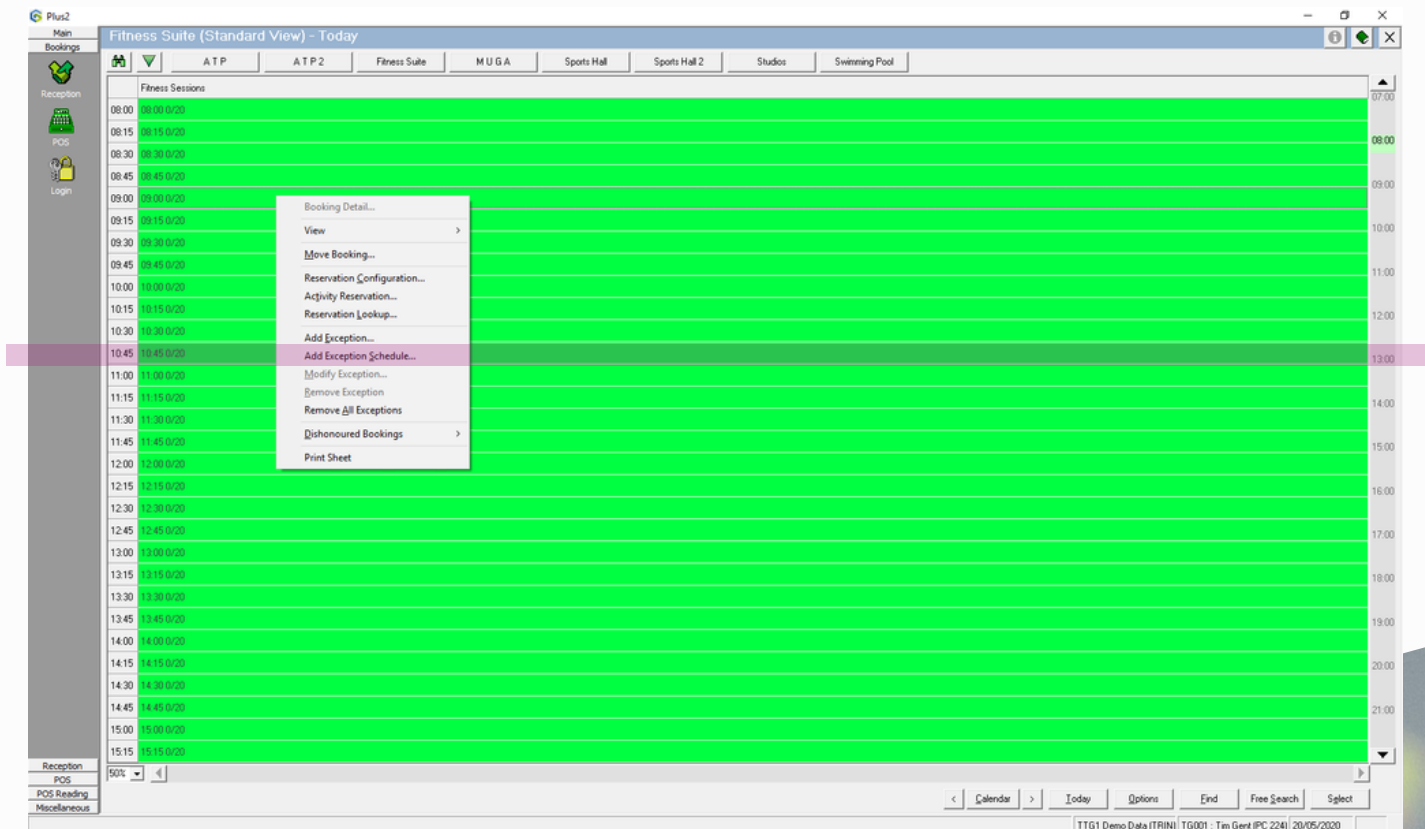 Plus2
Main
Bookings
Reception
POS
Login
Reception
POS
POS Reading
Miscellaneous
Fitness Suite (Standard View) - Today
A T P
A T P 2
Fitness Suite
M U G A
Sports Hall
Sports Hall 2
Studios
Swimming Pool
Fitness Sessions
08:00 08:00 0/20
08:15 08:15 0/20
08:30 08:30 0/20
08:45 08:45 0/20
09:00 09:00 0/20
09:15 09:15 0/20
09:30 09:30 0/20
09:45 09:45 0/20
10:00 10:00 0/20
10:15 10:15 0/20
10:30 10:30 0/20
10:45 10:45 0/20
11:00 11:00 0/20
11:15 11:15 0/20
11:30 11:30 0/20
11:45 11:45 0/20
12:00 12:00 0/20
12:15 12:15 0/20
12:30 12:30 0/20
12:45 12:45 0/20
13:00 13:00 0/20
13:15 13:15 0/20
13:30 13:30 0/20
13:45 13:45 0/20
14:00 14:00 0/20
14:15 14:15 0/20
14:30 14:30 0/20
14:45 14:45 0/20
15:00 15:00 0/20
15:15 15:15 0/20
Booking Detail...
View
Move Booking...
Reservation Configuration...
Activity Reservation...
Reservation Lookup...
Add Exception...
Add Exception Schedule...
Modify Exception...
Remove Exception
Remove All Exceptions
Dishonoured Bookings
Print Sheet
07:00
08:00
09:00
10:00
11:00
12:00
13:00
14:00
15:00
16:00
17:00
18:00
19:00
20:00
21:00
50%
< Calendar > Today Options Find Free Search Select
TTG1 Demo Data (TRIN) TG001 : Tim Gent (PC 224) 20/05/2020